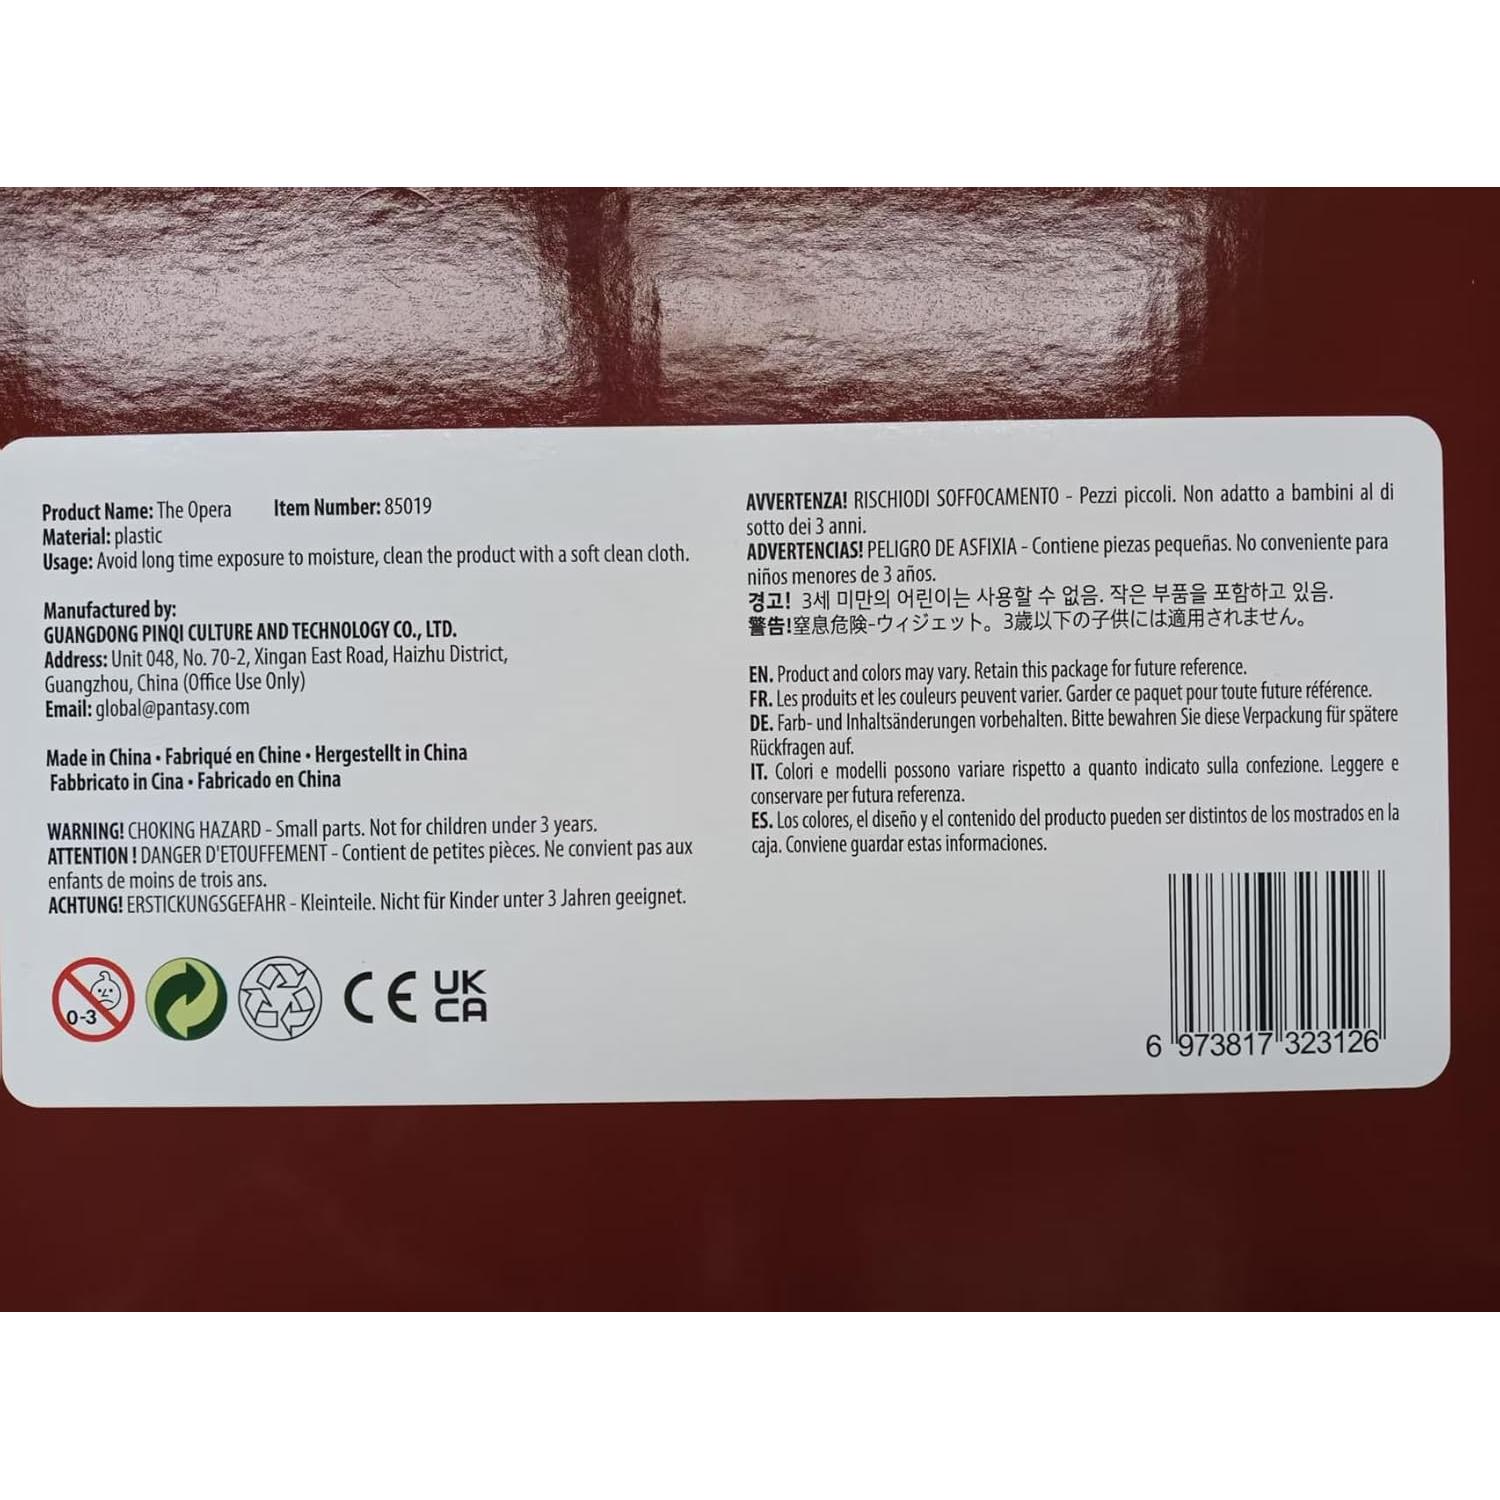 Product Name: The Opera Item Number: 85019
Material: plastic
Usage: Avoid long time exposure to moisture, clean the product with a soft clean cloth.
Manufactured by:
GUANGDONG PINQI CULTURE AND TECHNOLOGY CO., LTD.
Address: Unit 048, No. 70-2, Xingan East Road, Haizhu District,
Guangzhou, China (Office Use Only)
Email: global@pantasy.com
Made in China • Fabriqué en Chine • Hergestellt in China
Fabbricato in Cina • Fabricado en China
WARNING! CHOKING HAZARD - Small parts. Not for children under 3 years.
ATTENTION ! DANGER D'ETOUFFEMENT - Contient de petites pièces. Ne convient pas aux
enfants de moins de trois ans.
ACHTUNG! ERSTICKUNGSGEFAHR - Kleinteile. Nicht für Kinder unter 3 Jahren geeignet.
0-3
CE
UK
CA
AVVERTENZA! RISCHIODI SOFFOCAMENTO - Pezzi piccoli. Non adatto a bambini al di
sotto dei 3 anni.
ADVERTENCIAS! PELIGRO DE ASFIXIA - Contiene piezas pequeñas. No conveniente para
niños menores de 3 años.
경고! 3세 미만의 어린이는 사용할 수 없음. 작은 부품을 포함하고 있음.
警告!窒息危険-ウィジェット。3歳以下の子供には適用されません。
EN. Product and colors may vary. Retain this package for future reference.
FR. Les produits et les couleurs peuvent varier. Garder ce paquet pour toute future référence.
DE. Farb- und Inhaltsänderungen vorbehalten. Bitte bewahren Sie diese Verpackung für spätere
Rückfragen auf.
IT. Colori e modelli possono variare rispetto a quanto indicato sulla confezione. Leggere e
conservare per futura referenza.
ES. Los colores, el diseño y el contenido del producto pueden ser distintos de los mostrados en la
caja. Conviene guardar estas informaciones.
6 973817 323126